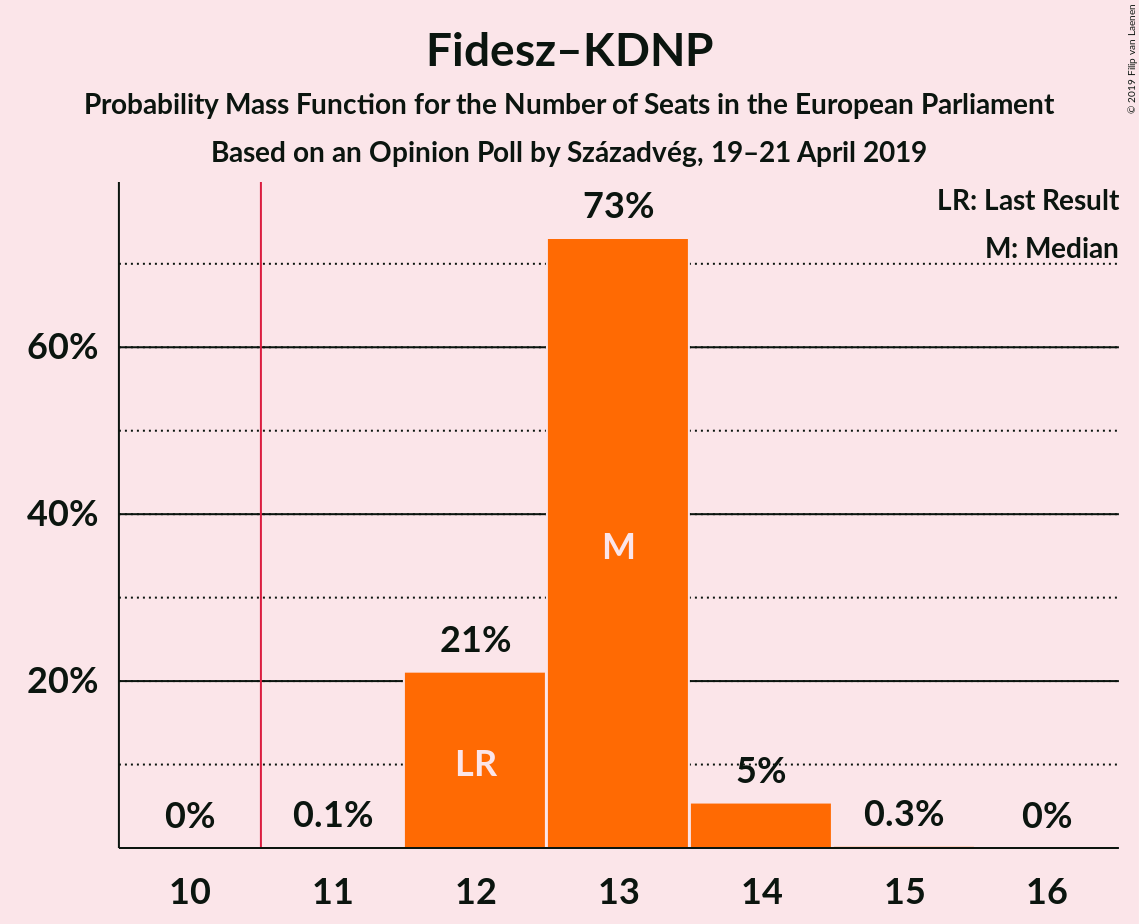 Fidesz–KDNP
Probability Mass Function for the Number of Seats in the European Parliament
Based on an Opinion Poll by Századvég, 19–21 April 2019
© 2019 Filip van Laenen
LR: Last Result
M: Median
73%
60%
40%
M
21%
20%
LR
5%
0%
0.1%
0.3%
0%
10
11
12
13
14
15
16